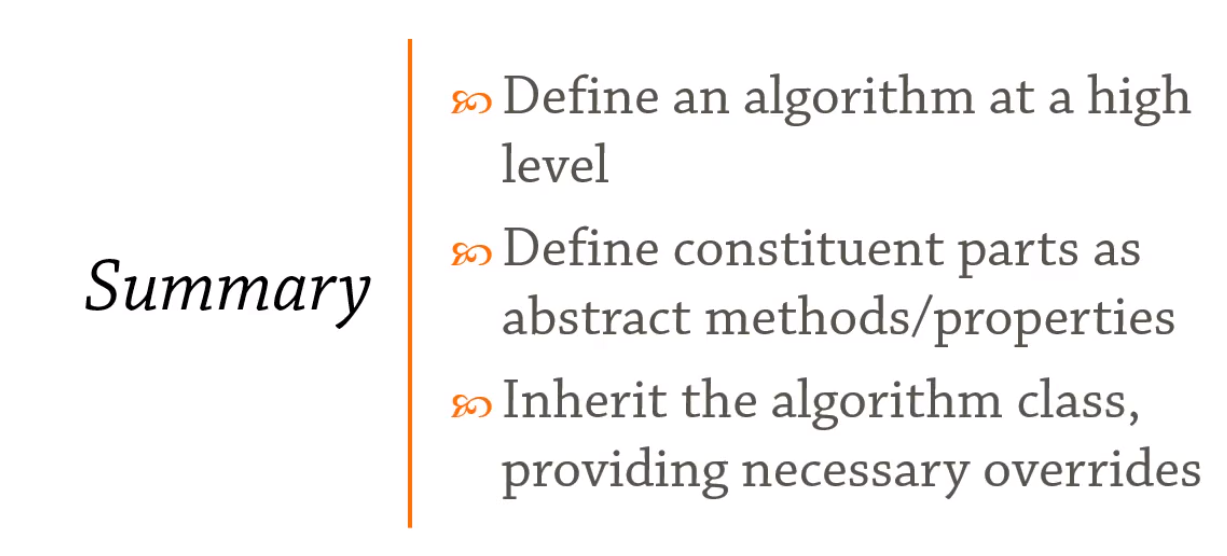 Summary
Define an algorithm at a high
level
Define constituent parts as
abstract methods/properties
Inherit the algorithm class,
providing necessary overrides